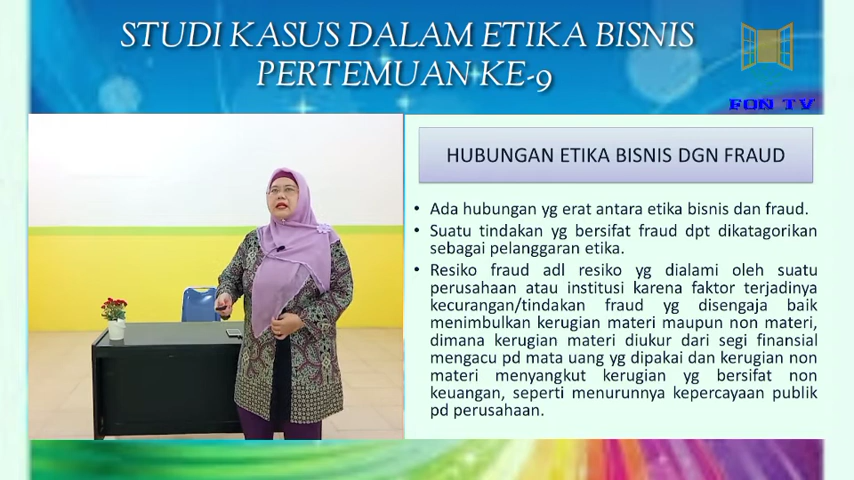 STUDI KASUS DALAM ETIKA BISNIS
PERTEMUAN KE-9
FON TV
HUBUNGAN ETIKA BISNIS DGN FRAUD
• Ada hubungan yg erat antara etika bisnis dan fraud.
• Suatu tindakan yg bersifat fraud dpt dikatagorikan
sebagai pelanggaran etika.
• Resiko fraud adl resiko yg dialami oleh suatu
perusahaan atau institusi karena faktor terjadinya
kecurangan/tindakan fraud yg disengaja baik
menimbulkan kerugian materi maupun non materi,
dimana kerugian materi diukur dari segi finansial
mengacu pd mata uang yg dipakai dan kerugian non
materi menyangkut kerugian yg bersifat non
keuangan, seperti menurunnya kepercayaan publik
pd perusahaan.